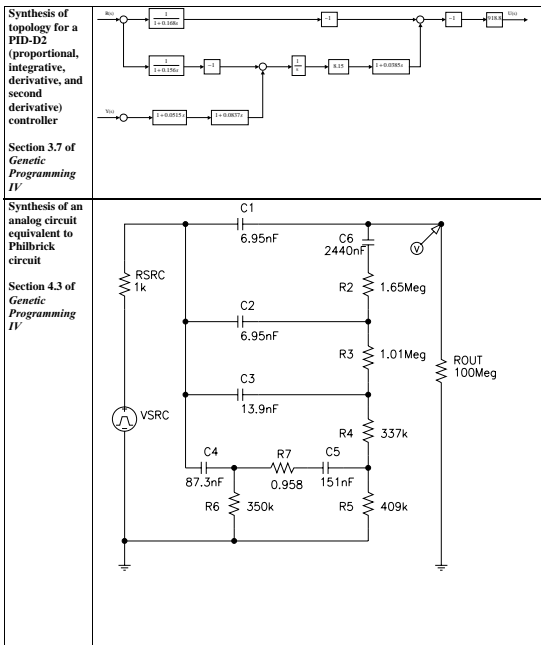 Synthesis of
topology for a
PID-D2
(proportional,
integrative,
derivative, and
second
derivative)
controller
Section 3.7 of
Genetic
Programming
IV
R(s)
1
1+0.168s
−1
−1
918.8
U(s)
1
1+0.156s
−1
1
s
8.15
1+0.0385s
Y(s)
1+0.0515s
1+0.0837s
Synthesis of an
analog circuit
equivalent to
Philbrick
circuit
Section 4.3 of
Genetic
Programming
IV
C1
6.95nF
C6
2440nF
V
RSRC
1k
R2
1.65Meg
C2
6.95nF
R3
1.01Meg
ROUT
100Meg
C3
13.9nF
VSRC
R4
337k
C4
87.3nF
R7
0.958
C5
151nF
R6
350k
R5
409k